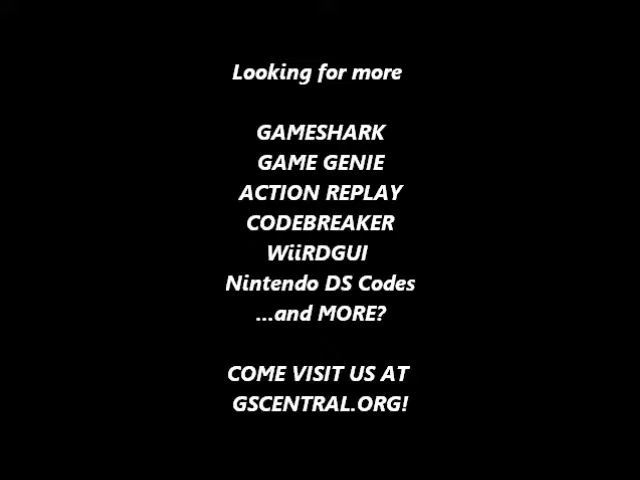 Looking for more
GAMESHARK
GAME GENIE
ACTION REPLAY
CODEBREAKER
WiiRDGUI
Nintendo DS Codes
...and MORE?
COME VISIT US AT
GSCENTRAL.ORG!